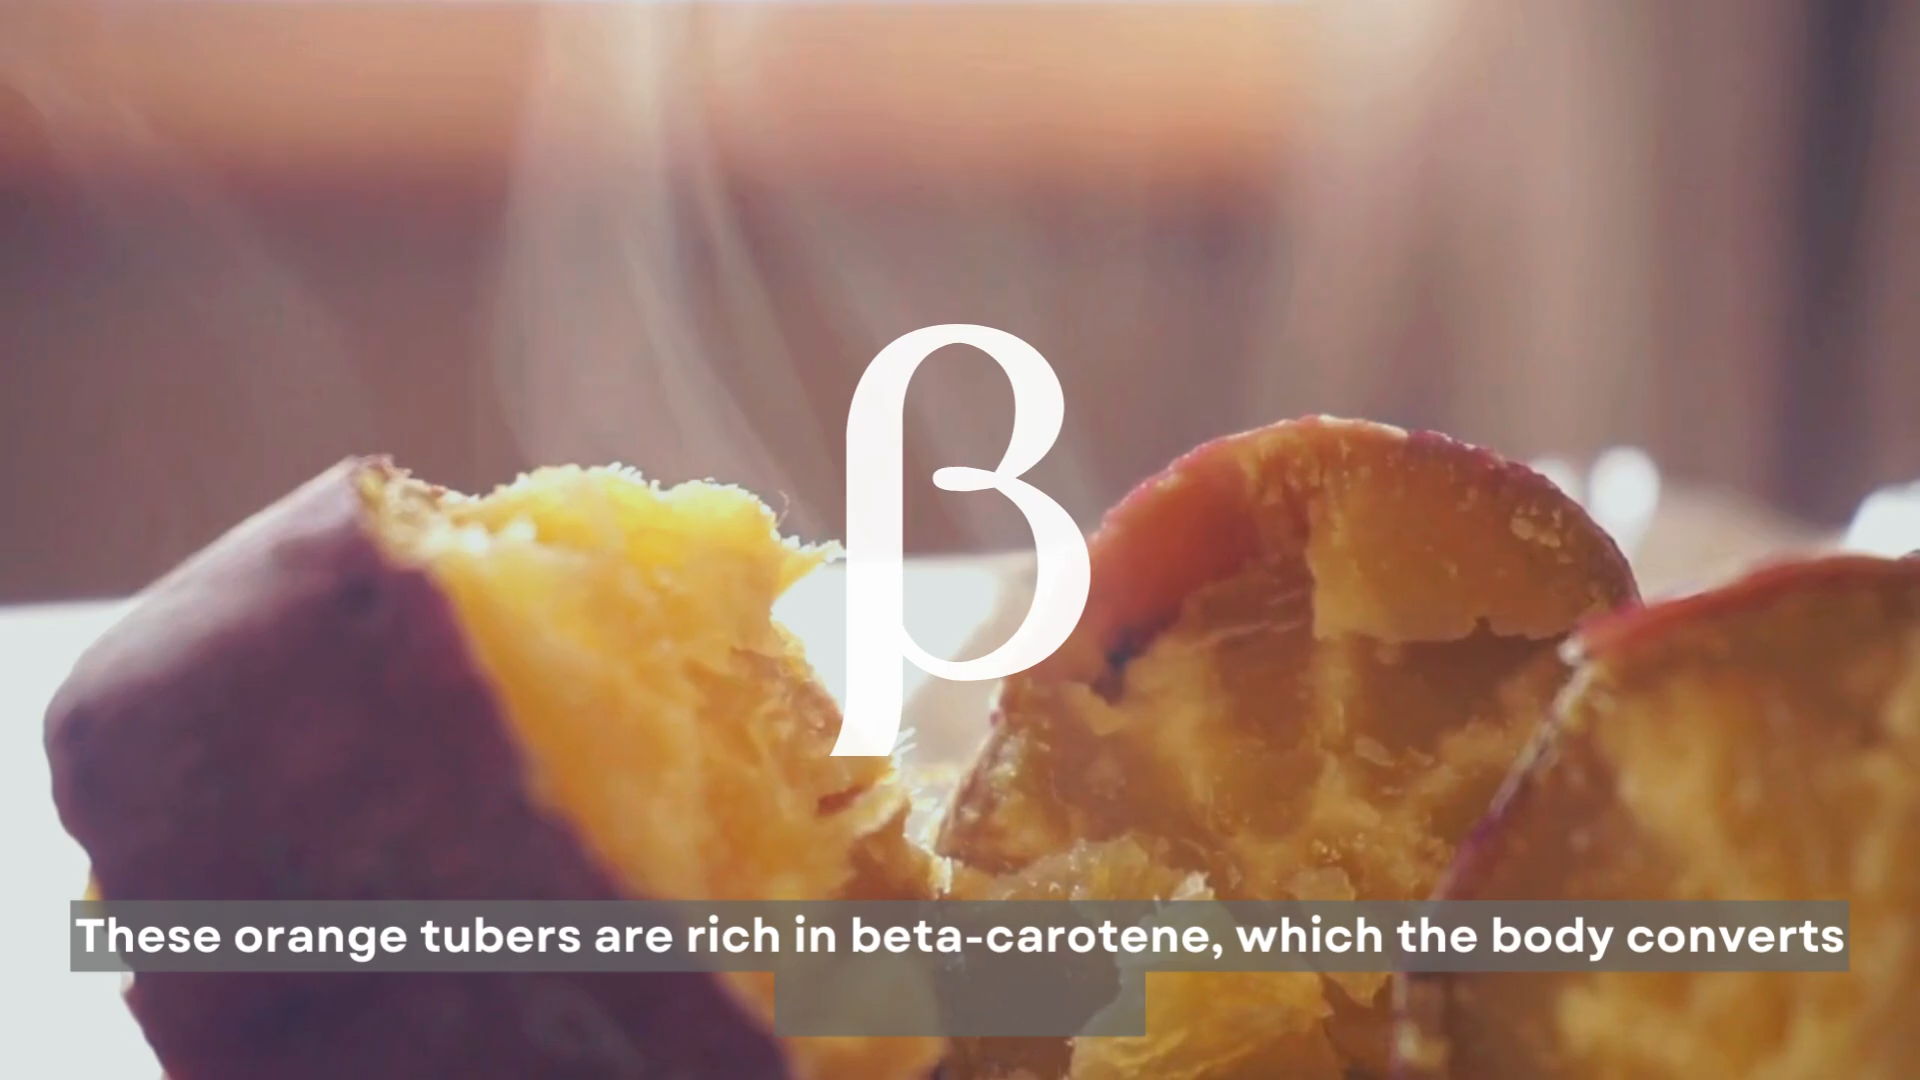 β
These orange tubers are rich in beta-carotene, which the body converts